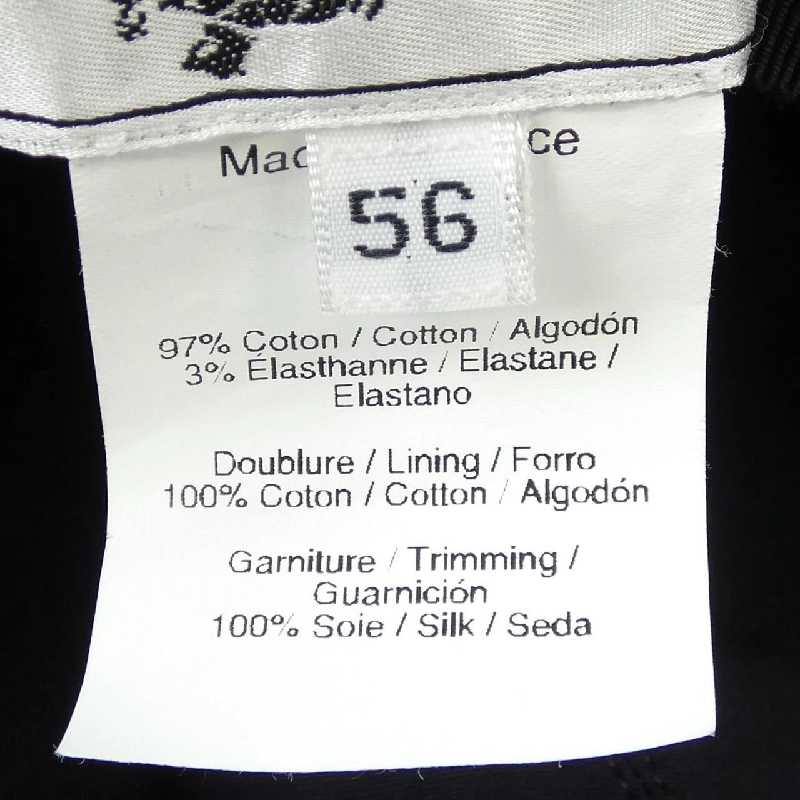 56
97% Coton / Cotton / Algodón
3% Élasthanne / Elastane /
Elastano
Doublure / Lining / Forro
100% Coton / Cotton / Algodón
Garniture / Trimming /
Guarnición
100% Soie / Silk / Seda